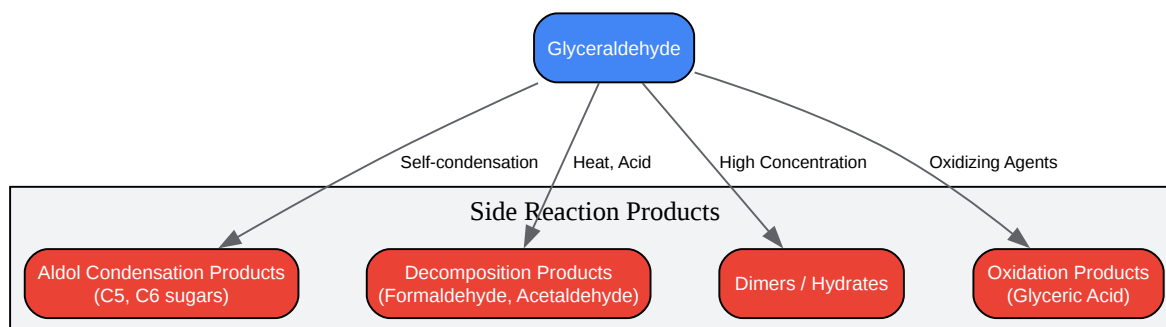 Glyceraldehyde
Self-condensation
Heat, Acid
High Concentration
Oxidizing Agents
Side Reaction Products
Aldol Condensation Products
(C5, C6 sugars)
Decomposition Products
(Formaldehyde, Acetaldehyde)
Dimers / Hydrates
Oxidation Products
(Glyceric Acid)